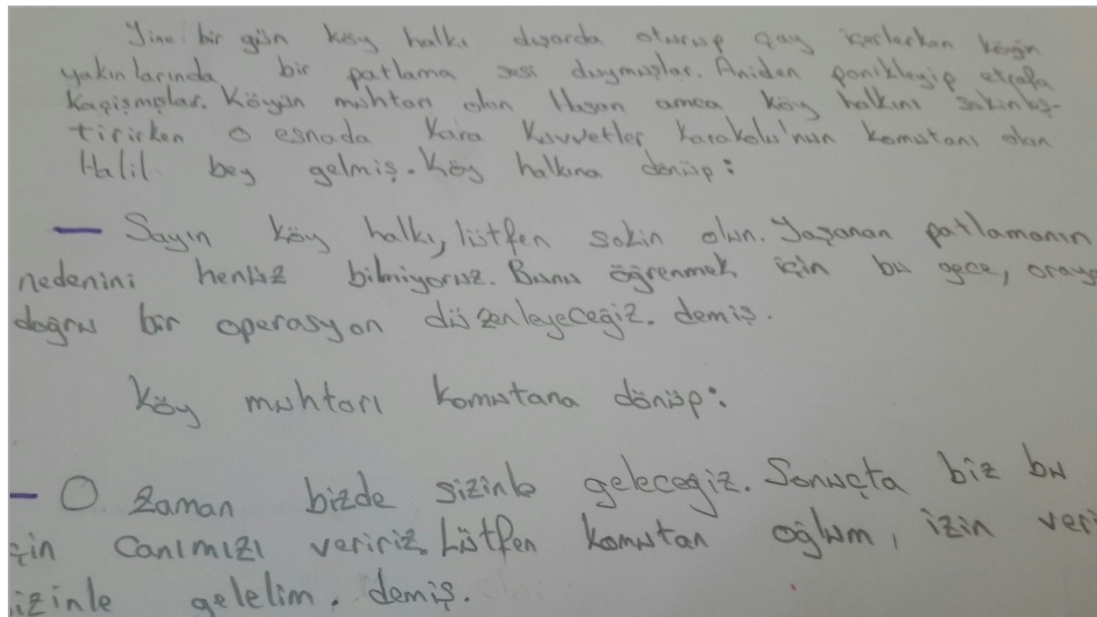 Yine bir gün köy halkı dışarda oturup çay içerlerken köyün
yakınlarında bir patlama sesi duymuşlar. Aniden panikleyip etrafa
kaçışmışlar. Köyün muhtarı olan Hasan amca köy halkını sakinleş-
tirirken o esnada Kara Kuvvetler Karakolu'nun komutanı olan
Halil bey gelmiş. Köy halkına dönüp:
— Sayın köy halkı, lütfen sakin olun. Yaşanan patlamanın
nedenini henüz bilmiyoruz. Bunu öğrenmek için bu gece, oraya
doğru bir operasyon düzenleyeceğiz. demiş.
Köy muhtarı komutana dönüp:
— O zaman bizde sizinle geleceğiz. Sonuçta biz bu
için canımızı veririz. Lütfen komutan oğlum, izin veri
sizinle gelelim. demiş.